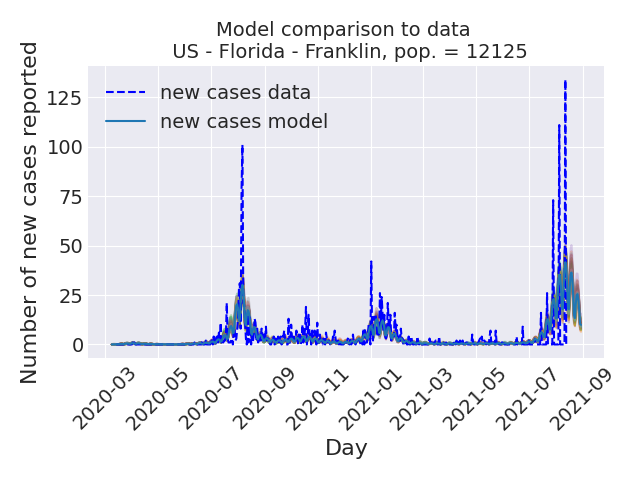 Model comparison to data
US - Florida - Franklin, pop. = 12125
new cases data
new cases model
Number of new cases reported
125
100
75
50
25
0
2020-03
2020-05
2020-07
2020-09
2020-11
2021-01
2021-03
2021-05
2021-07
2021-09
Day